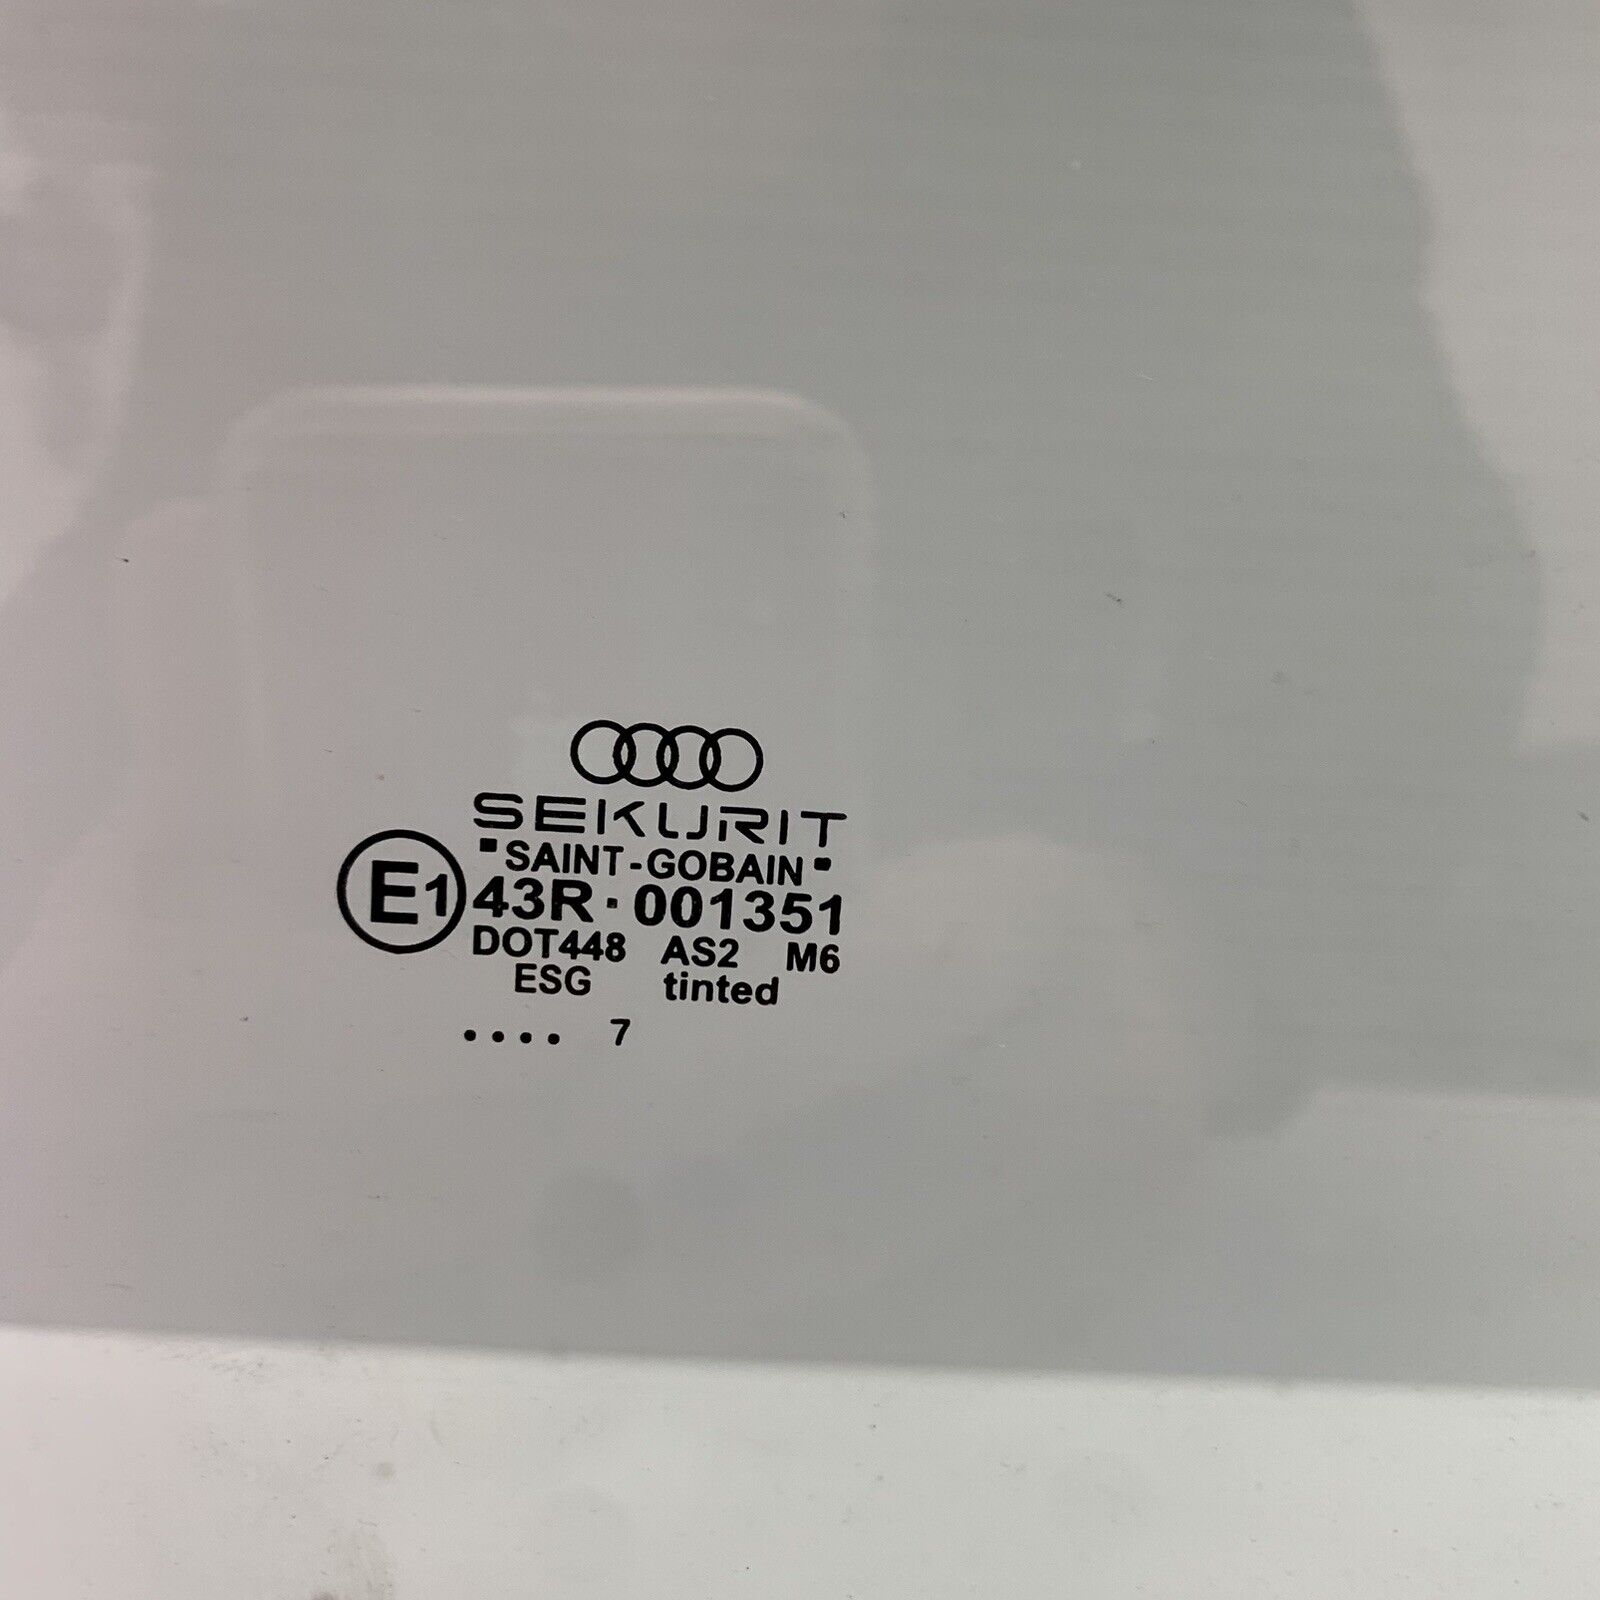 SEKURIT
"SAINT-GOBAIN"
E1 43R·001351
DOT448 AS2 M6
ESG tinted
.... 7